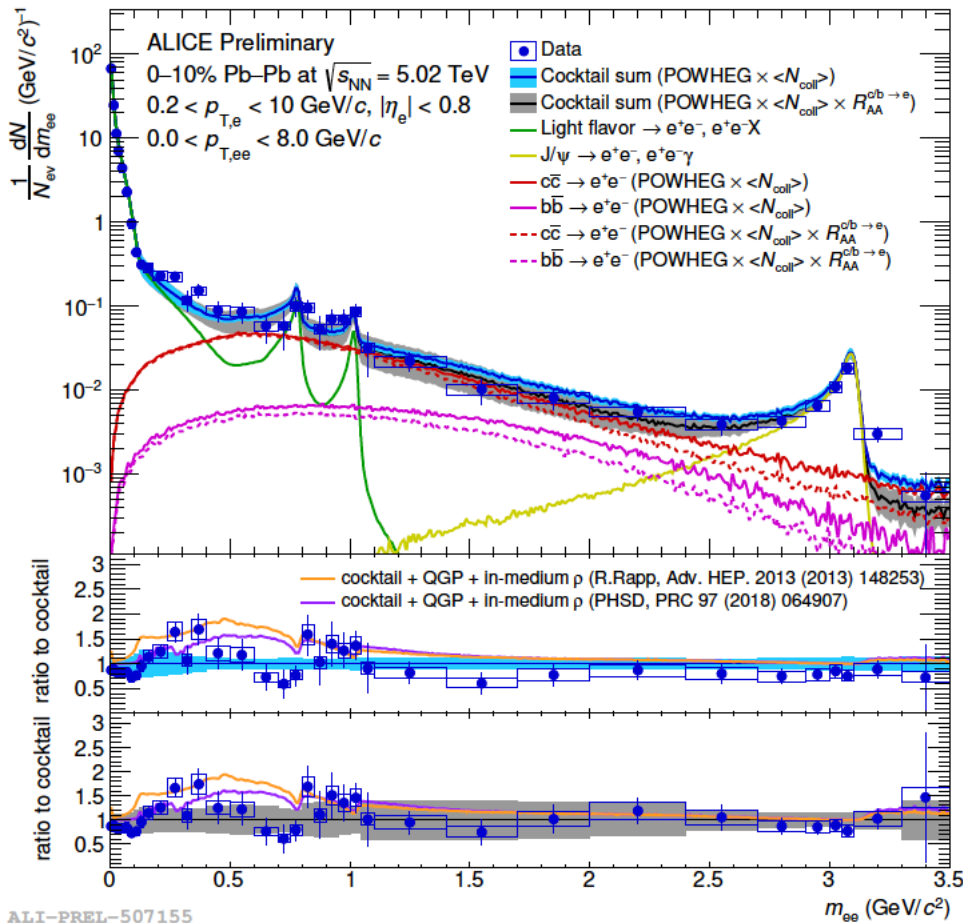 ALICE Preliminary
0–10% Pb–Pb at √sNN = 5.02 TeV
0.2 < pT,e < 10 GeV/c, |ηe| < 0.8
0.0 < pT,ee < 8.0 GeV/c
Data
Cocktail sum (POWHEG × <Ncoll>)
Cocktail sum (POWHEG × <Ncoll> × RAA^c/b → e)
Light flavor → e+e−, e+e−X
J/ψ → e+e−, e+e−γ
cc̄ → e+e− (POWHEG × <Ncoll>)
bb̄ → e+e− (POWHEG × <Ncoll>)
cc̄ → e+e− (POWHEG × <Ncoll> × RAA^c/b → e)
bb̄ → e+e− (POWHEG × <Ncoll> × RAA^c/b → e)
1/Nev dN/dmee (GeV/c²)−1
10²
10
1
10−1
10−2
10−3
cocktail + QGP + in-medium ρ (R.Rapp, Adv. HEP. 2013 (2013) 148253)
cocktail + QGP + in-medium ρ (PHSD, PRC 97 (2018) 064907)
ratio to cocktail
3
2.5
2
1.5
1
0.5
ratio to cocktail
3
2.5
2
1.5
1
0.5
0 0.5 1 1.5 2 2.5 3 3.5
mee (GeV/c²)
ALI-PREL-507155